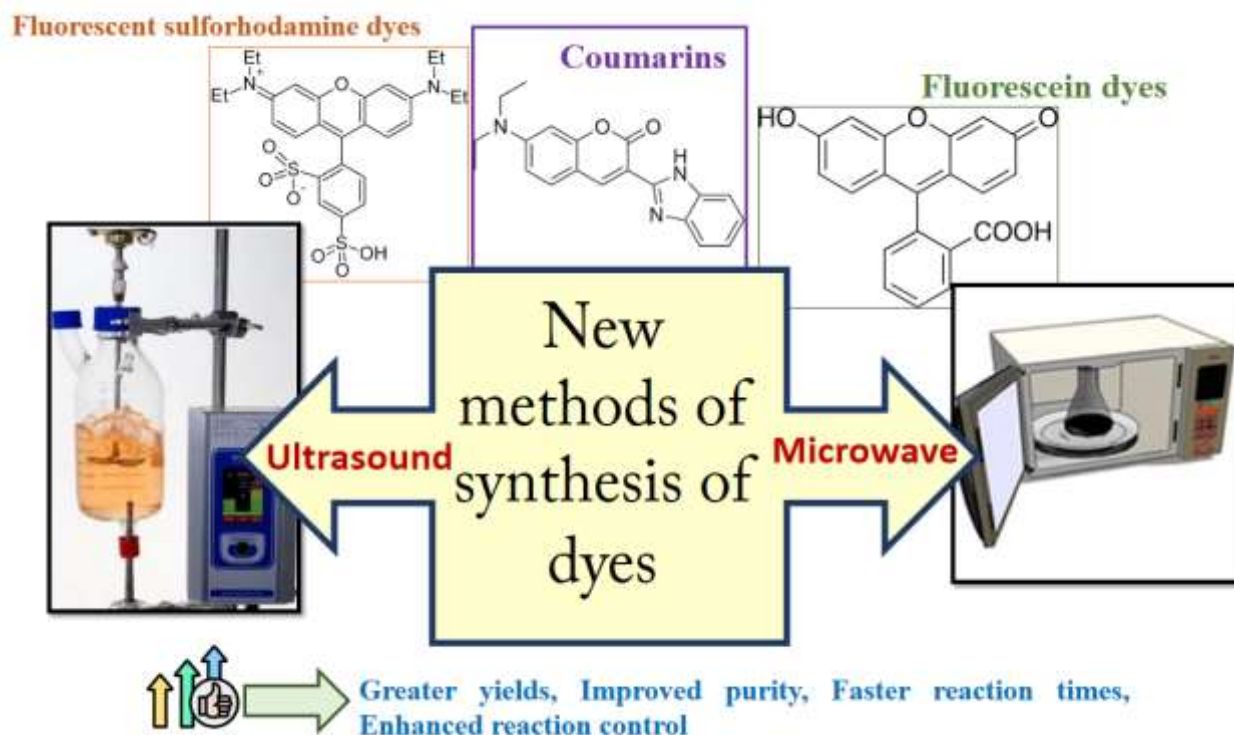 Fluorescent sulforhodamine dyes
Et
Et
N+
O
N
Et
Et
O
S
O
O-
O
S
OH
O
Coumarins
N
O
O
H
N
N
Fluorescein dyes
HO
O
O
COOH
New
methods of
synthesis of
dyes
Ultrasound
Microwave
Greater yields, Improved purity, Faster reaction times,
Enhanced reaction control